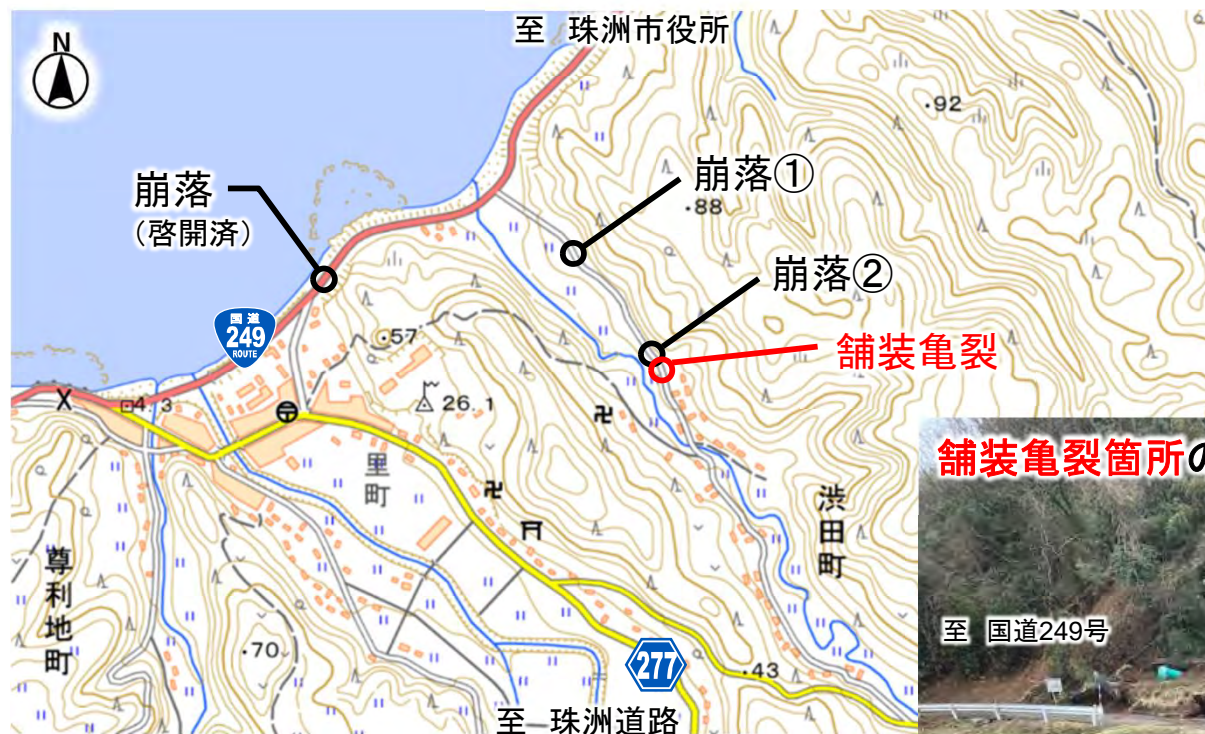 至 珠洲市役所
N
・92
崩落①
崩落
(啓開済)
・88
崩落②
国道
249
ROUTE
・57
舗装亀裂
4.3
26.1
里町
渋田町
舗装亀裂箇所の
尊利地町
至 国道249号
・70
277
・43
至 珠洲道路